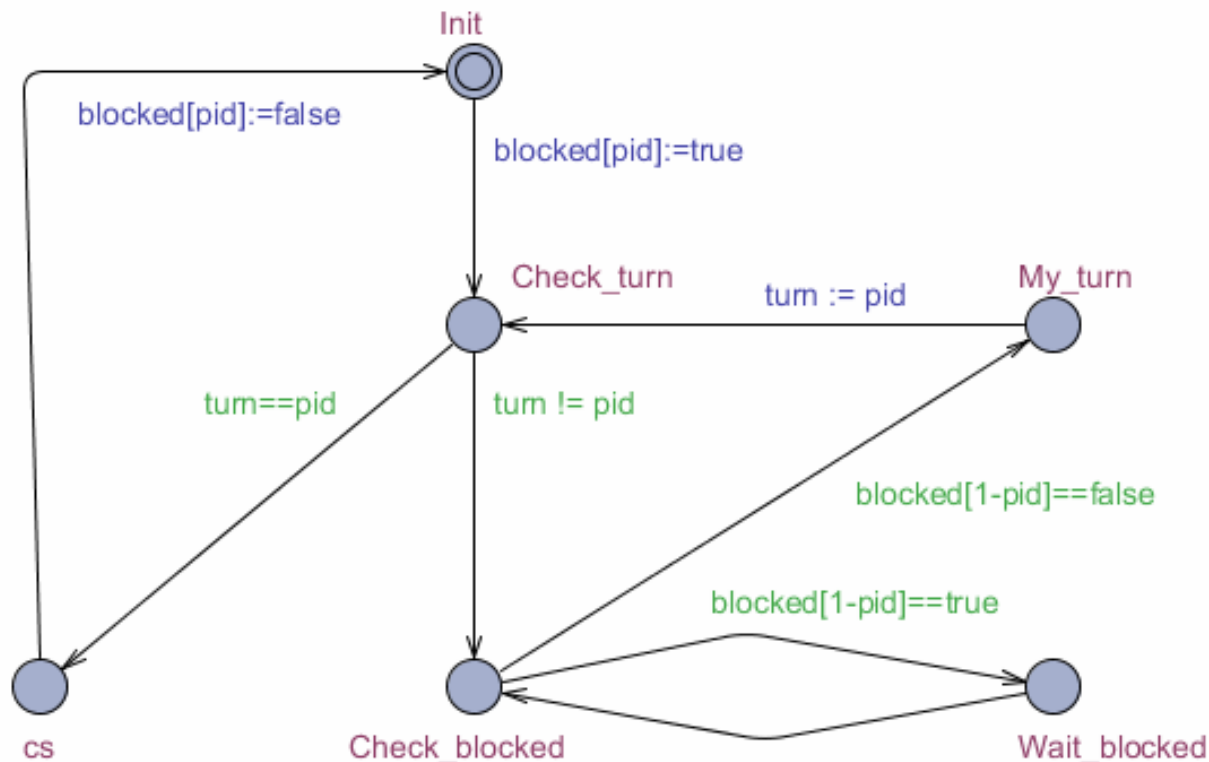 Init
blocked[pid]:=false
blocked[pid]:=true
Check_turn
My_turn
turn := pid
turn==pid
turn != pid
blocked[1-pid]==false
blocked[1-pid]==true
cs
Check_blocked
Wait_blocked